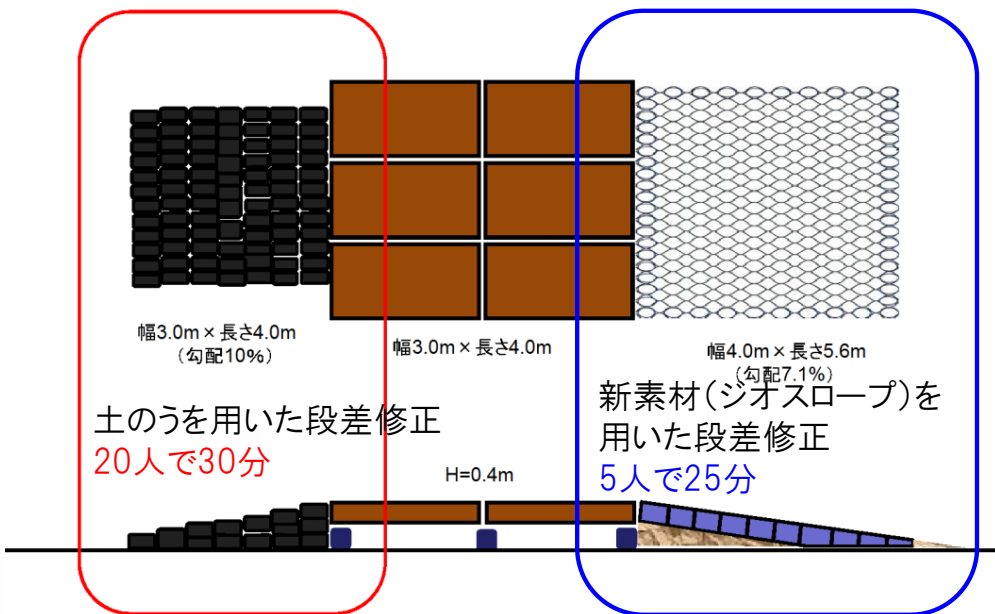 幅3.0m×長さ4.0m
(勾配10%)
幅3.0m×長さ4.0m
幅4.0m×長さ5.6m
(勾配7.1%)
土のうを用いた段差修正
20人で30分
新素材(ジオスロープ)を
用いた段差修正
5人で25分
H=0.4m